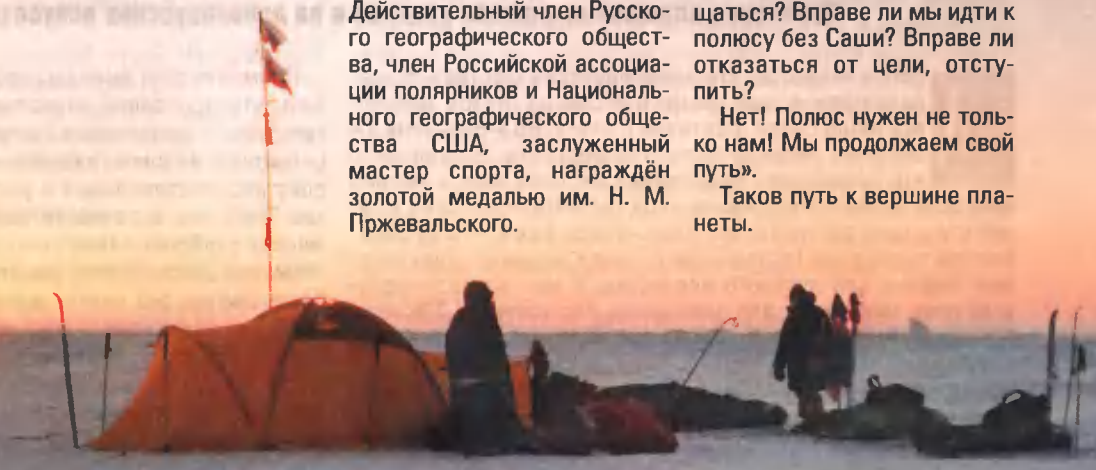 Действительный член Русско-
го географического общест-
ва, член Российской ассоциа-
ции полярников и Националь-
ного географического обще-
ства США, заслуженный
мастер спорта, награждён
золотой медалью им. Н. М.
Пржевальского.
щаться? Вправе ли мы идти к
полюсу без Саши? Вправе ли
отказаться от цели, отсту-
пить?
Нет! Полюс нужен не толь-
ко нам! Мы продолжаем свой
путь».
Таков путь к вершине пла-
неты.